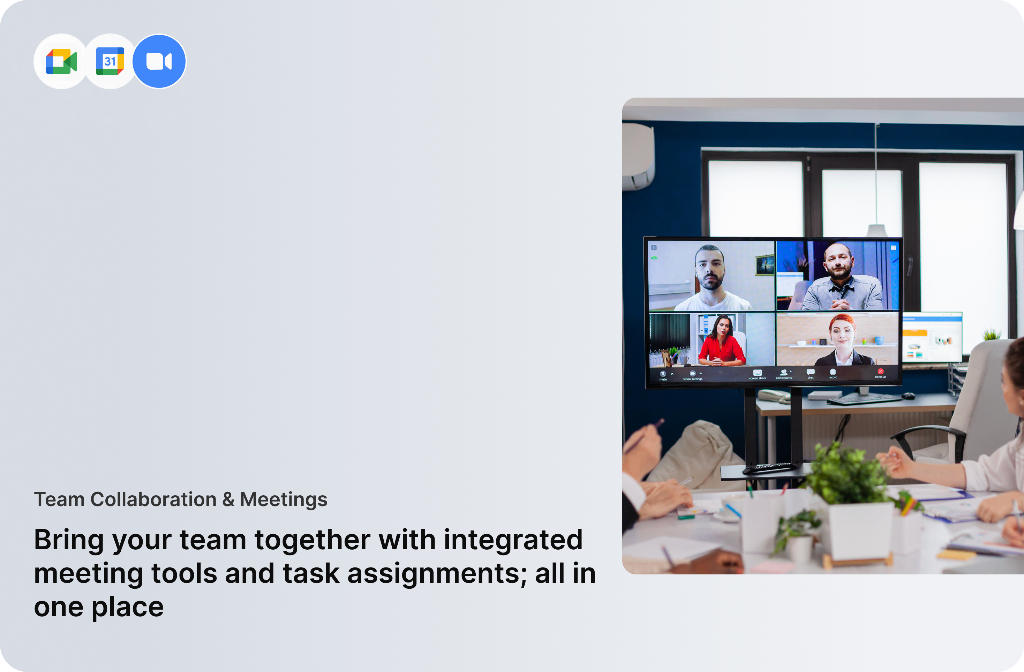 31
Team Collaboration & Meetings
Bring your team together with integrated
meeting tools and task assignments; all in
one place